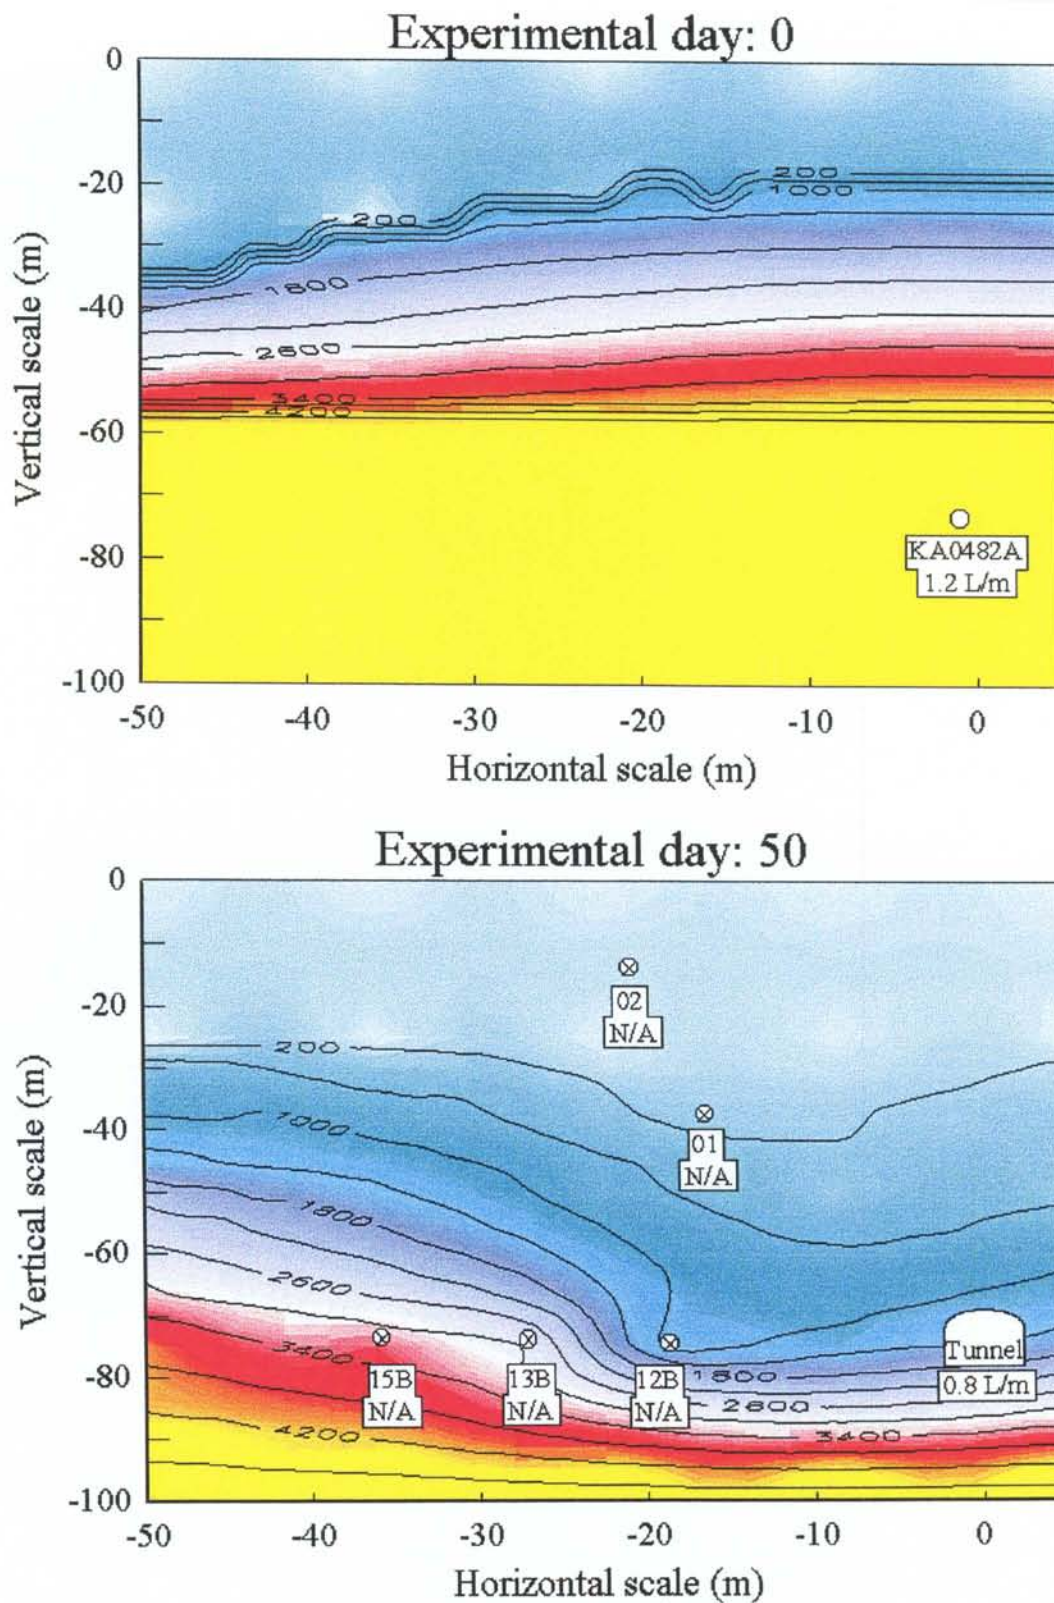 Experimental day: 0
0
-20
-40
-60
-80
-100
Vertical scale (m)
200
1000
200
1800
2600
3400
4200
KA0482A
1.2 L/m
-50
-40
-30
-20
-10
0
Horizontal scale (m)
Experimental day: 50
0
-20
-40
-60
-80
-100
Vertical scale (m)
02
N/A
200
01
N/A
1000
1800
2600
3400
4200
15B
N/A
13B
N/A
12B
N/A
Tunnel
0.8 L/m
1800
2600
3400
-50
-40
-30
-20
-10
0
Horizontal scale (m)